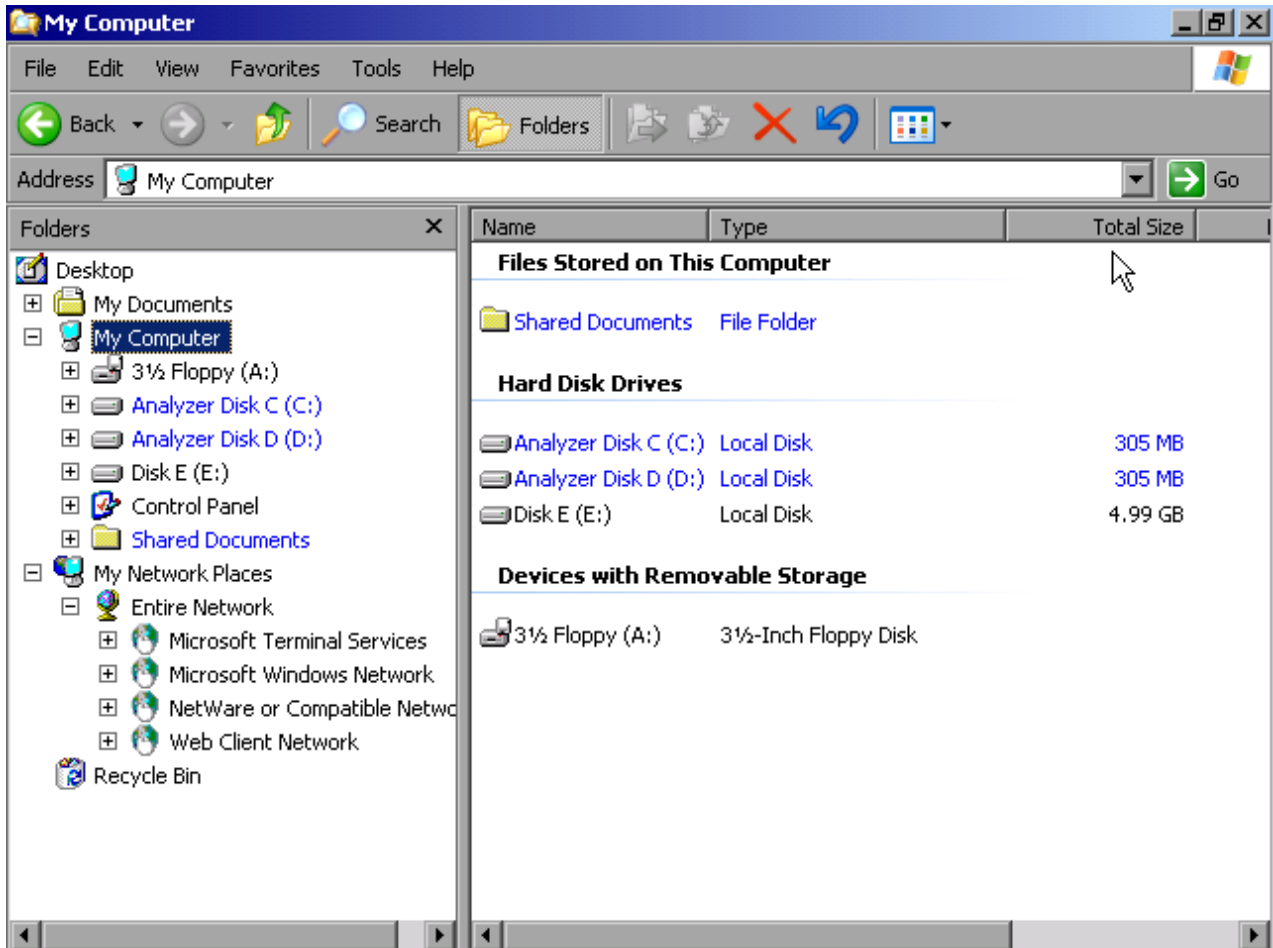 My Computer
File Edit View Favorites Tools Help
Back Search Folders
Address My Computer Go
Folders
Desktop
My Documents
My Computer
3½ Floppy (A:)
Analyzer Disk C (C:)
Analyzer Disk D (D:)
Disk E (E:)
Control Panel
Shared Documents
My Network Places
Entire Network
Microsoft Terminal Services
Microsoft Windows Network
NetWare or Compatible Netwo
Web Client Network
Recycle Bin
Name Type Total Size
Files Stored on This Computer
Shared Documents File Folder
Hard Disk Drives
Analyzer Disk C (C:) Local Disk 305 MB
Analyzer Disk D (D:) Local Disk 305 MB
Disk E (E:) Local Disk 4.99 GB
Devices with Removable Storage
3½ Floppy (A:) 3½-Inch Floppy Disk